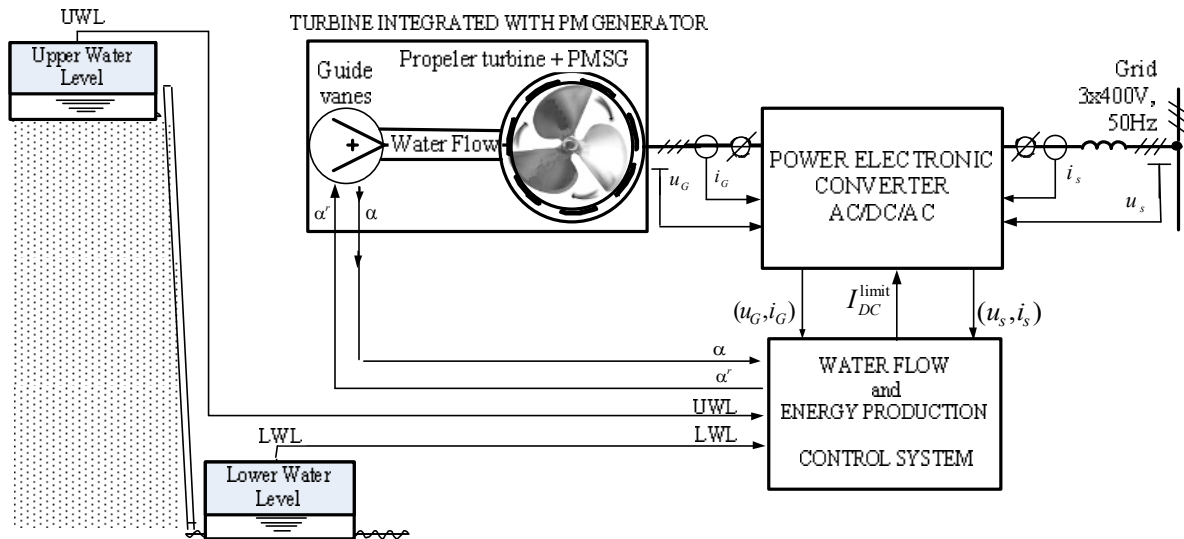 UWL
TURBINE INTEGRATED WITH PM GENERATOR
Upper Water
Level
Guide
vanes
Propeler turbine + PMSG
Water Flow
αʳ
α
u_G
i_G
POWER ELECTRONIC
CONVERTER
AC/DC/AC
Grid
3x400V,
50Hz
i_s
u_s
(u_G,i_G)
I_DC^limit
(u_s,i_s)
α
αʳ
UWL
LWL
WATER FLOW
and
ENERGY PRODUCTION
CONTROL SYSTEM
LWL
Lower Water
Level